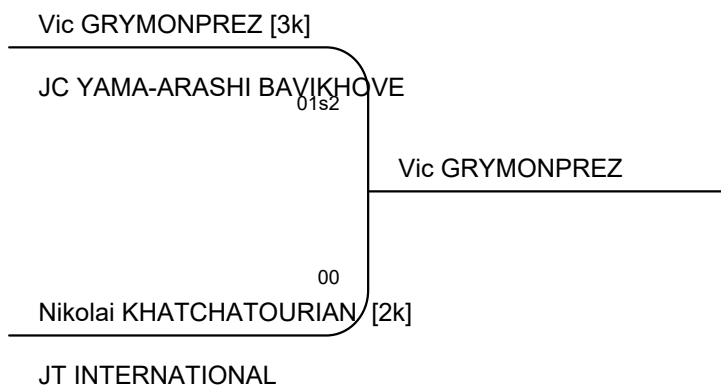 Vic GRYMONPREZ [3k]
JC YAMA-ARASHI BAVIKHOVE
01s2
Vic GRYMONPREZ
00
Nikolai KHATCHATOURIAN [2k]
JT INTERNATIONAL